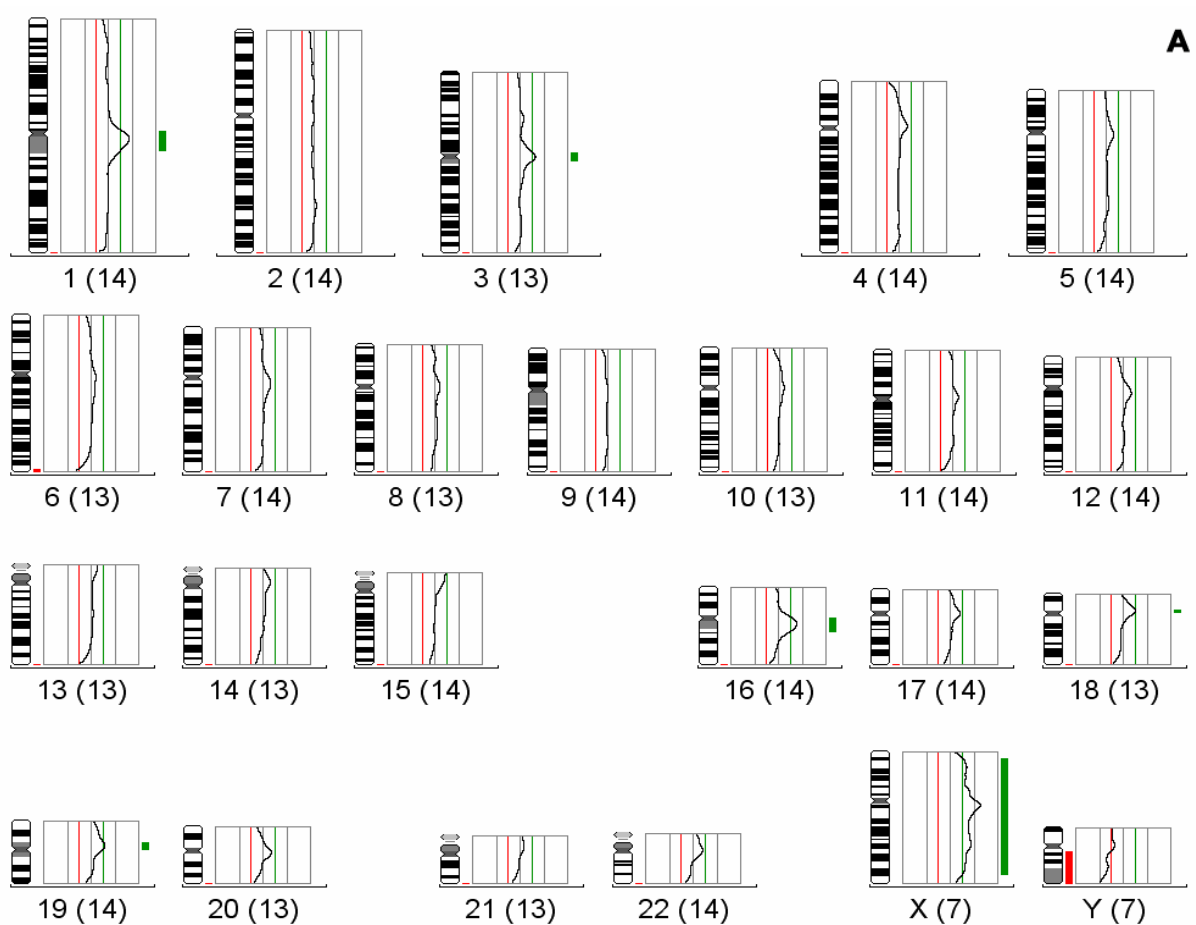 A
1 (14) 2 (14) 3 (13) 4 (14) 5 (14)
6 (13) 7 (14) 8 (13) 9 (14) 10 (13) 11 (14) 12 (14)
13 (13) 14 (13) 15 (14) 16 (14) 17 (14) 18 (13)
19 (14) 20 (13) 21 (13) 22 (14) X (7) Y (7)